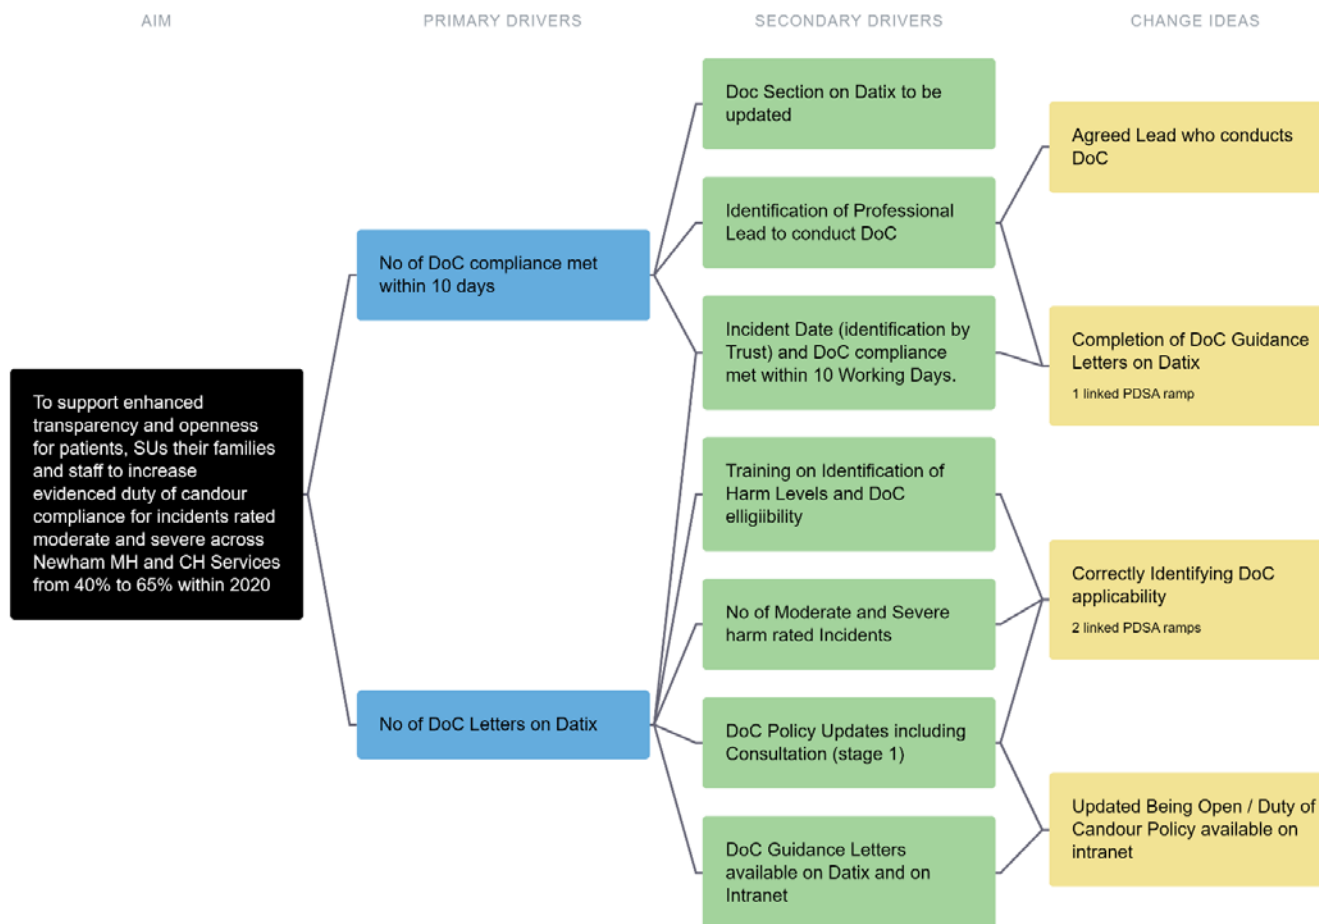 AIM
PRIMARY DRIVERS
SECONDARY DRIVERS
CHANGE IDEAS
To support enhanced
transparency and openness
for patients, SUs their families
and staff to increase
evidenced duty of candour
compliance for incidents rated
moderate and severe across
Newham MH and CH Services
from 40% to 65% within 2020
No of DoC compliance met
within 10 days
No of DoC Letters on Datix
Doc Section on Datix to be
updated
Identification of Professional
Lead to conduct DoC
Incident Date (identification by
Trust) and DoC compliance
met within 10 Working Days.
Training on Identification of
Harm Levels and DoC
elligiibility
No of Moderate and Severe
harm rated Incidents
DoC Policy Updates including
Consultation (stage 1)
DoC Guidance Letters
available on Datix and on
Intranet
Agreed Lead who conducts
DoC
Completion of DoC Guidance
Letters on Datix
1 linked PDSA ramp
Correctly Identifying DoC
applicability
2 linked PDSA ramps
Updated Being Open / Duty of
Candour Policy available on
intranet